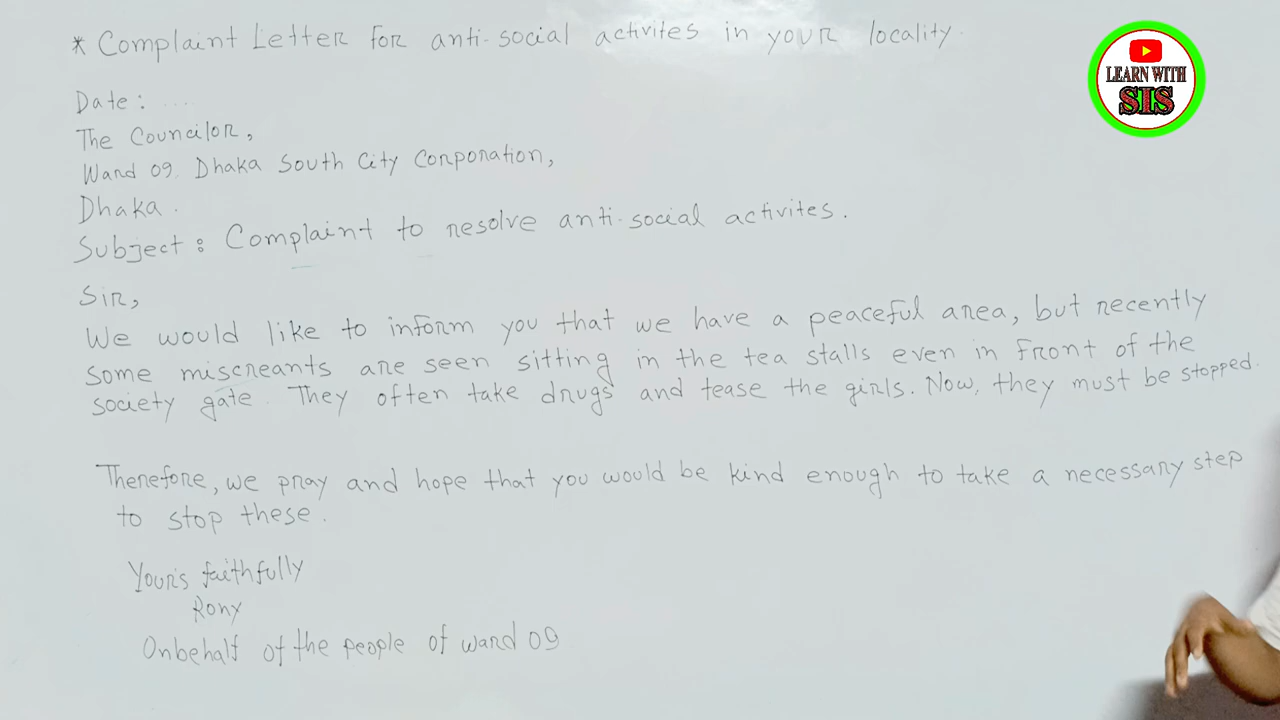 * Complaint Letter for anti-social activites in your locality.
LEARN WITH
SIS
Date: ....
The Councilor,
Ward 09. Dhaka South City Corporation,
Dhaka.
Subject: Complaint to resolve anti-social activites.
Sir,
We would like to inform you that we have a peaceful area, but recently
some miscreants are seen sitting in the tea stalls even in front of the
society gate. They often take drugs and tease the girls. Now, they must be stopped.
Therefore, we pray and hope that you would be kind enough to take a necessary step
to stop these.
Your's faithfully
Rony
Onbehalf of the people of ward 09